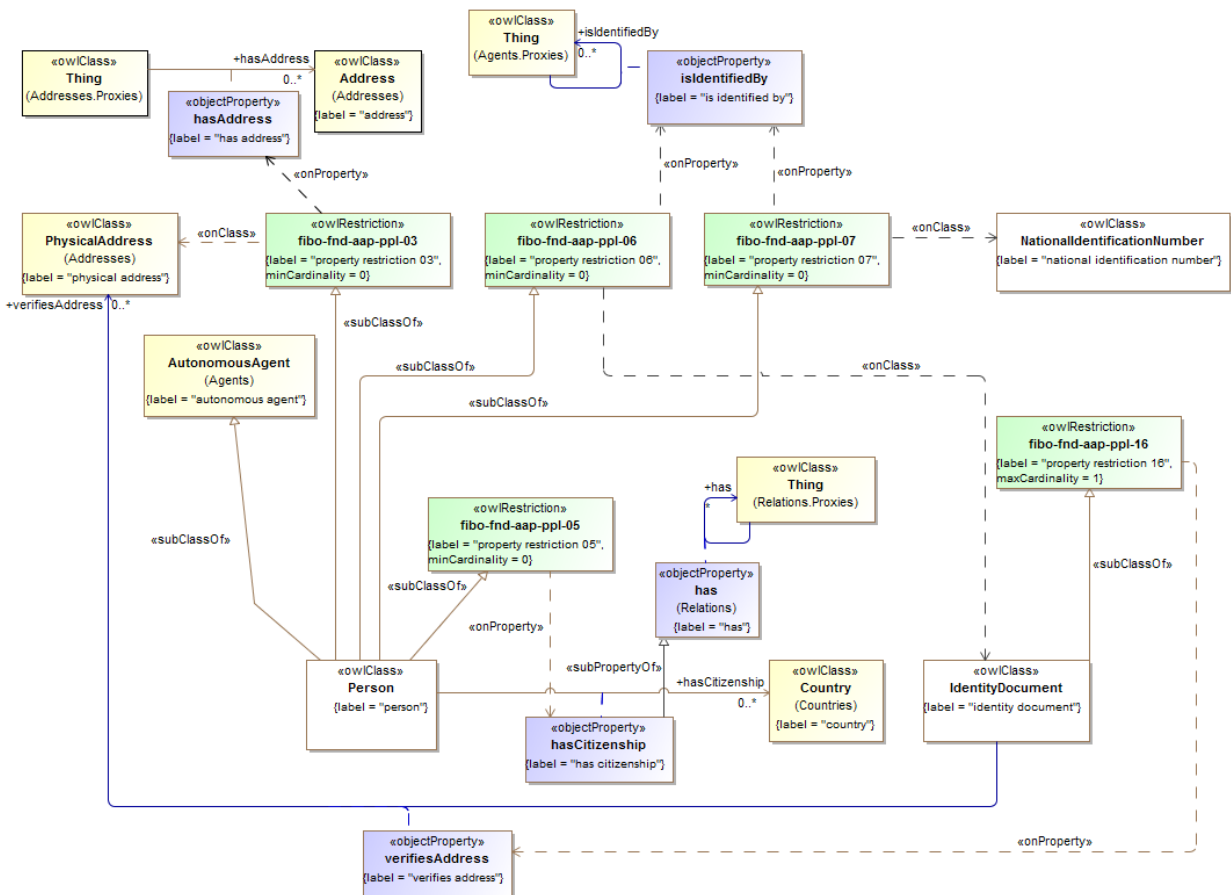 «owlClass»
Thing
(Addresses.Proxies)
+hasAddress
0..*
«owlClass»
Address
(Addresses)
{label = "address"}
«objectProperty»
hasAddress
{label = "has address"}
«owlClass»
Thing
(Agents.Proxies)
+isIdentifiedBy
0..*
«objectProperty»
isIdentifiedBy
{label = "is identified by"}
«onProperty»
«onProperty»
«onProperty»
«owlClass»
PhysicalAddress
(Addresses)
{label = "physical address"}
«onClass»
«owlRestriction»
fibo-fnd-aap-ppl-03
{label = "property restriction 03",
minCardinality = 0}
«owlRestriction»
fibo-fnd-aap-ppl-06
{label = "property restriction 06",
minCardinality = 0}
«owlRestriction»
fibo-fnd-aap-ppl-07
{label = "property restriction 07",
minCardinality = 0}
«onClass»
«owlClass»
NationalIdentificationNumber
{label = "national identification number"}
+verifiesAddress
0..*
«subClassOf»
«owlClass»
AutonomousAgent
(Agents)
{label = "autonomous agent"}
«subClassOf»
«onClass»
«subClassOf»
«owlRestriction»
fibo-fnd-aap-ppl-16
{label = "property restriction 16",
maxCardinality = 1}
«owlClass»
Thing
(Relations.Proxies)
+has
*
«owlRestriction»
fibo-fnd-aap-ppl-05
{label = "property restriction 05",
minCardinality = 0}
«subClassOf»
«subClassOf»
«subClassOf»
«objectProperty»
has
(Relations)
{label = "has"}
«onProperty»
«subPropertyOf»
«owlClass»
Person
{label = "person"}
+hasCitizenship
0..*
«owlClass»
Country
(Countries)
{label = "country"}
«owlClass»
IdentityDocument
{label = "identity document"}
«objectProperty»
hasCitizenship
{label = "has citizenship"}
«objectProperty»
verifiesAddress
{label = "verifies address"}
«onProperty»